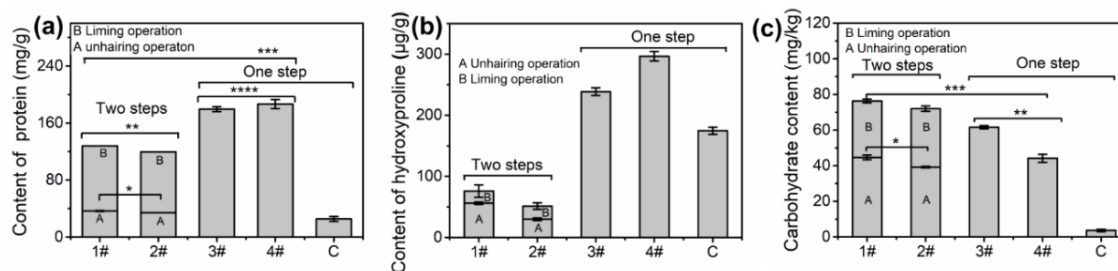 (a)
B Liming operation
A unhairing operaton
***
One step
****
Two steps
**
B
B
*
A
A
Content of protein (mg/g)
240
160
80
0
1# 2# 3# 4# C
(b)
One step
A Unhairing operation
B Liming operation
Two steps
B
A
B
A
Content of hydroxyproline (μg/g)
300
200
100
50
0
1# 2# 3# 4# C
(c)
B Liming operation
A Unhairing operation
Two steps
One step
***
**
B
B
*
A
A
Carbohydrate content (mg/kg)
120
100
80
60
40
20
0
1# 2# 3# 4# C